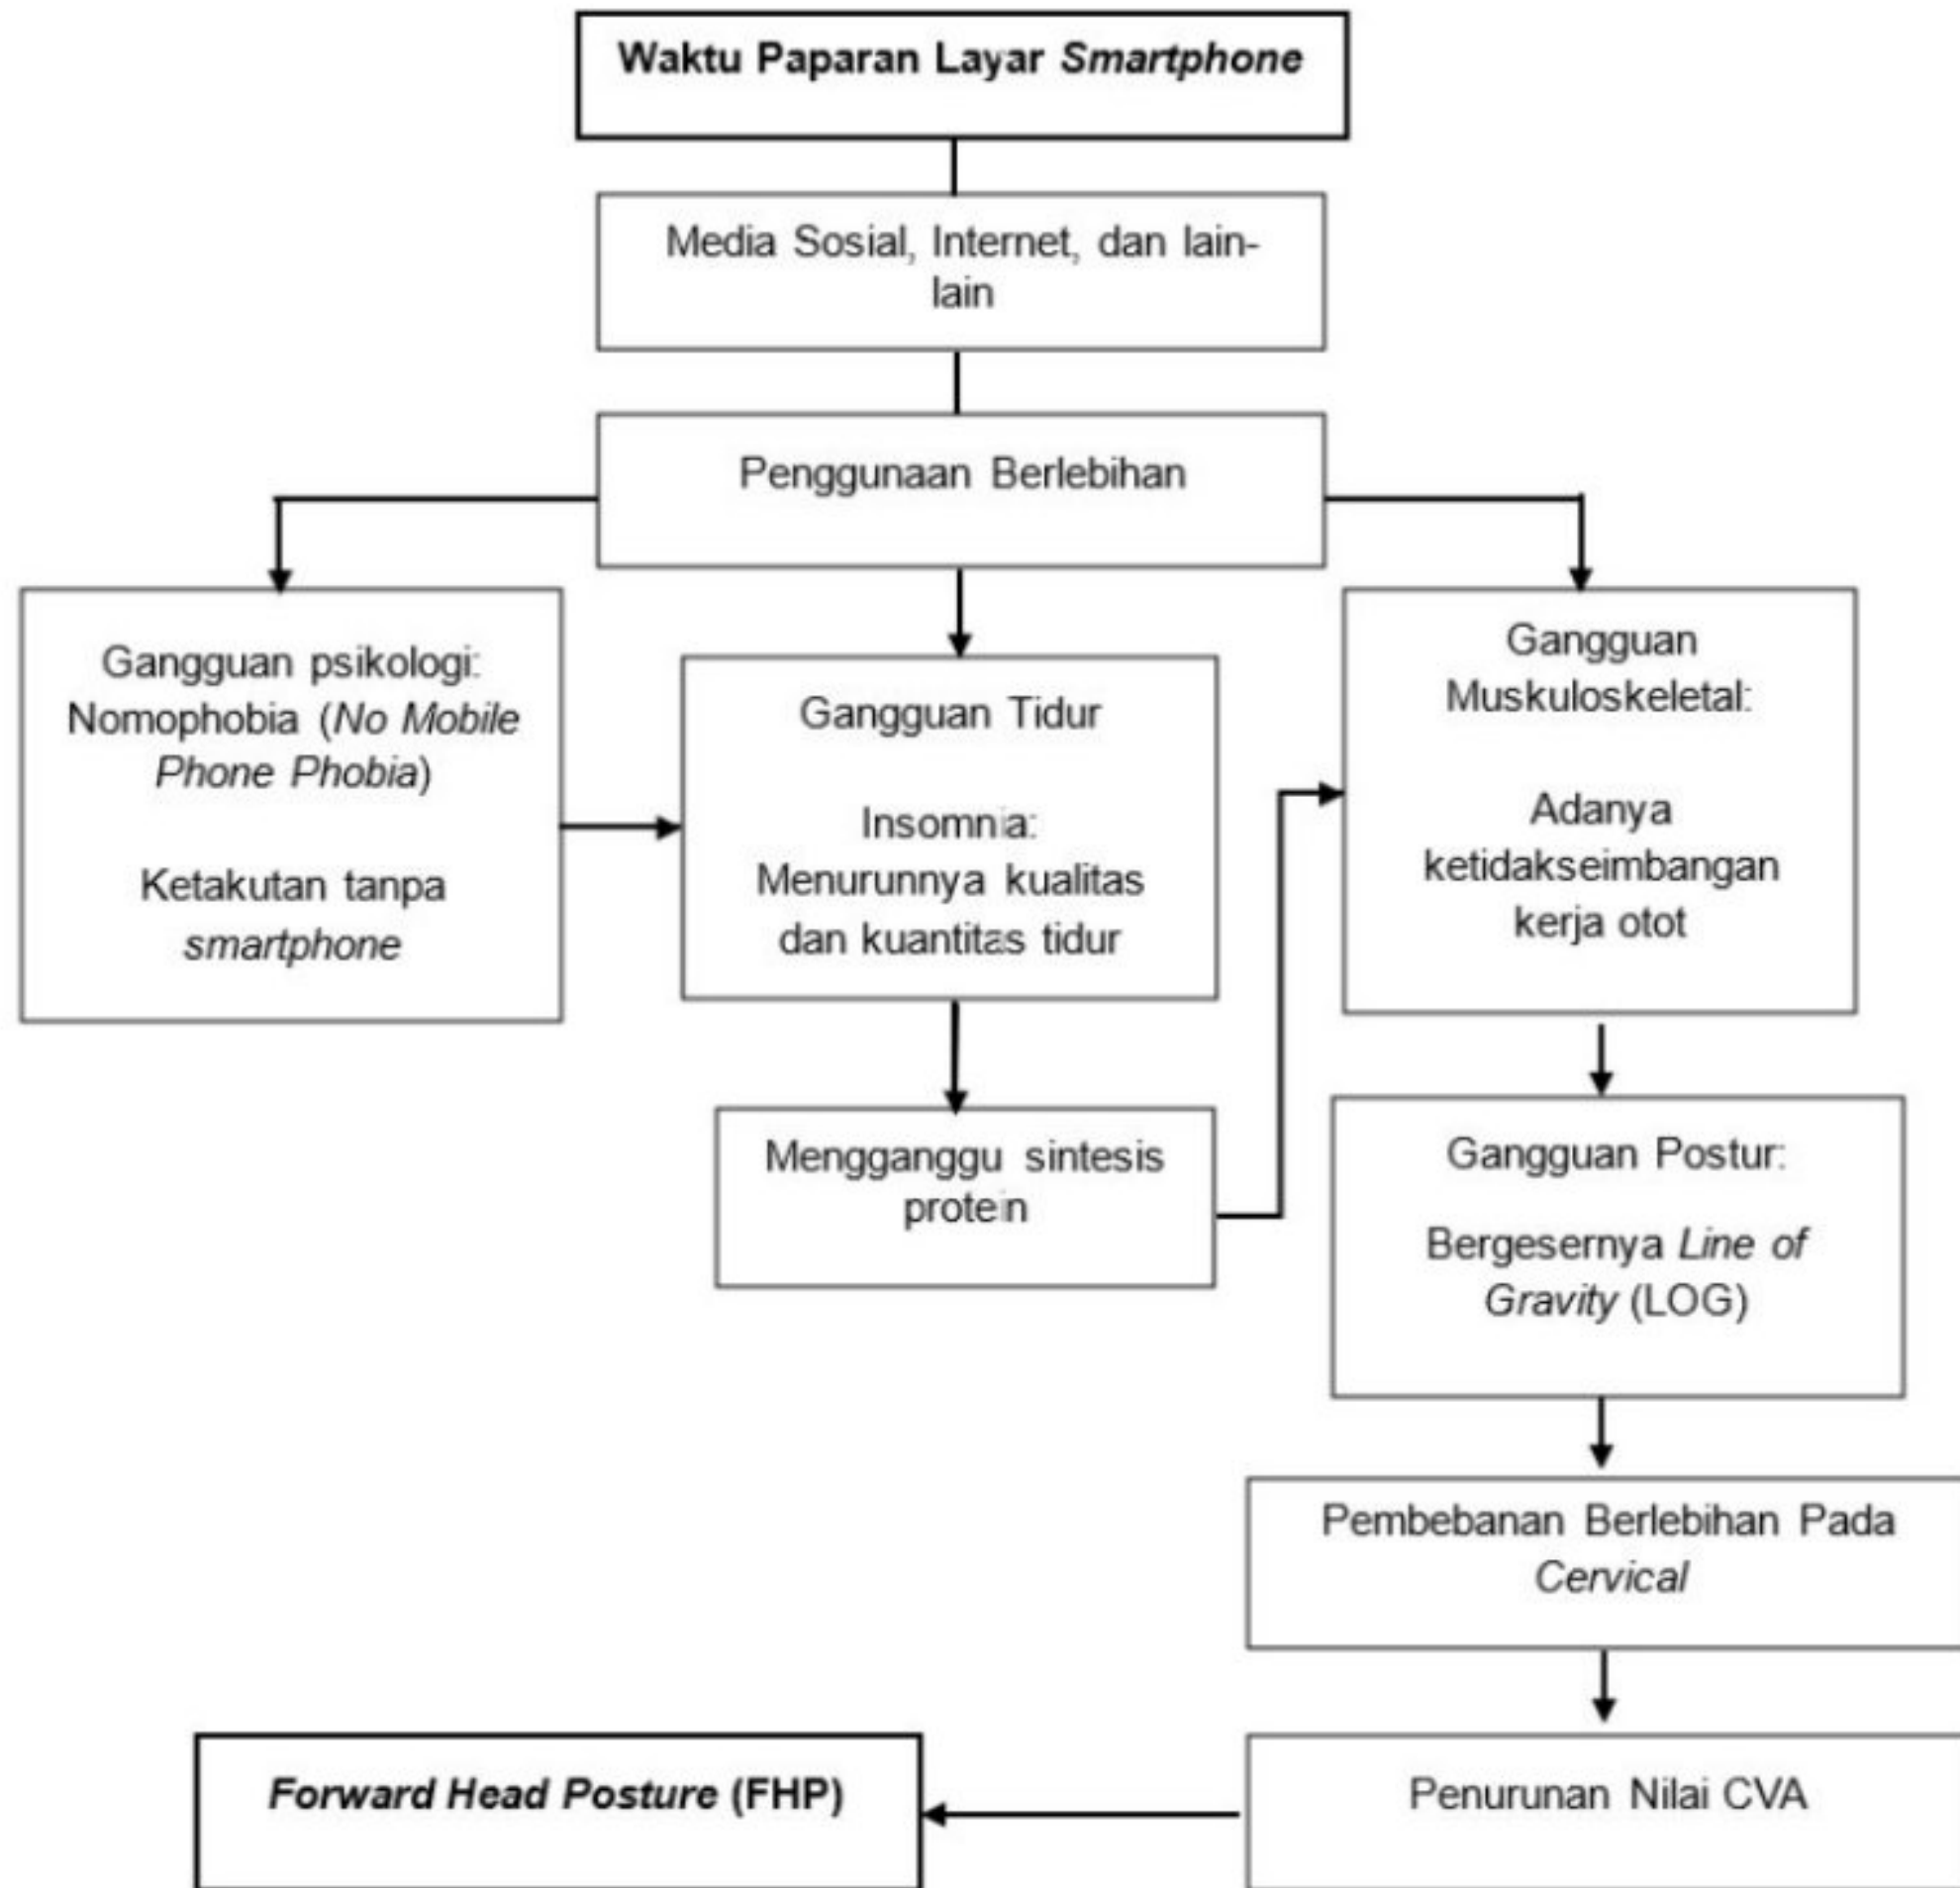 Waktu Paparan Layar Smartphone
Media Sosial, Internet, dan lain-
lain
Penggunaan Berlebihan
Gangguan psikologi:
Nomophobia (No Mobile
Phone Phobia)
Ketakutan tanpa
smartphone
Gangguan Tidur
Insomnia:
Menurunnya kualitas
dan kuantitas tidur
Gangguan
Muskuloskeletal:
Adanya
ketidakseimbangan
kerja otot
Mengganggu sintesis
protein
Gangguan Postur:
Bergesernya Line of
Gravity (LOG)
Pembebanan Berlebihan Pada
Cervical
Penurunan Nilai CVA
Forward Head Posture (FHP)